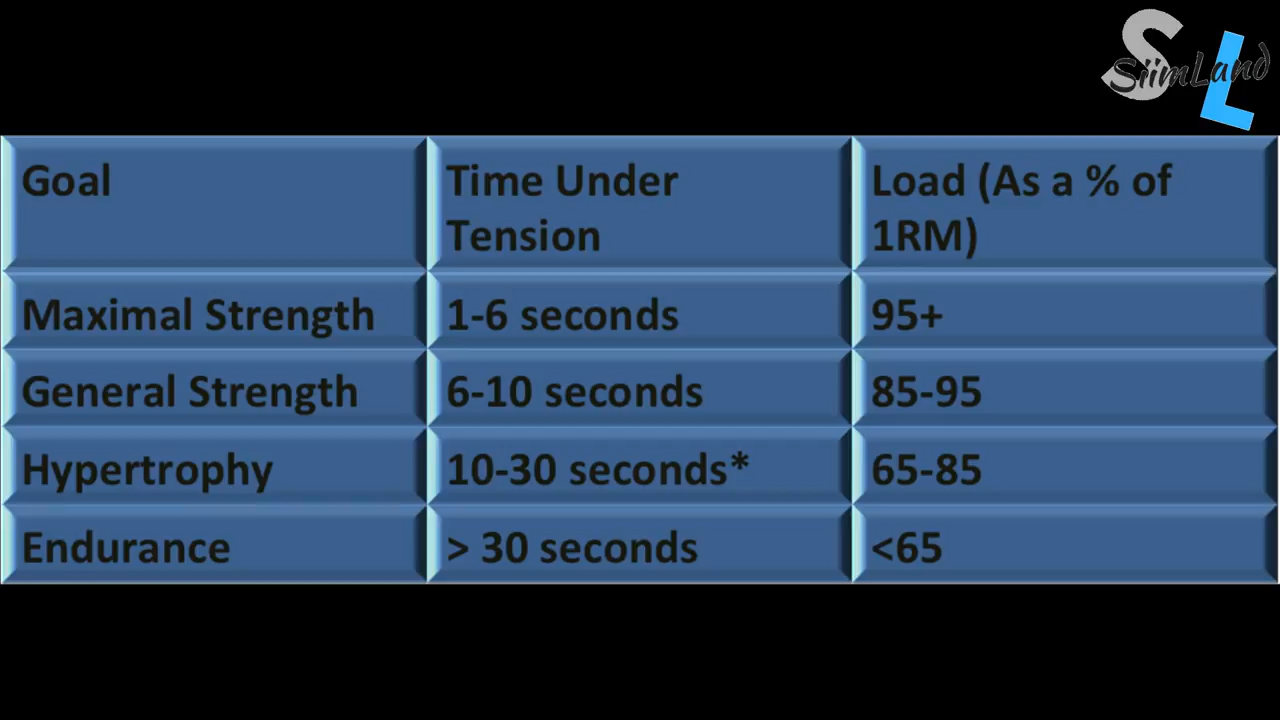 SiimLand
SL
Goal
Time Under
Tension
Load (As a % of
1RM)
Maximal Strength
1-6 seconds
95+
General Strength
6-10 seconds
85-95
Hypertrophy
10-30 seconds*
65-85
Endurance
> 30 seconds
<65